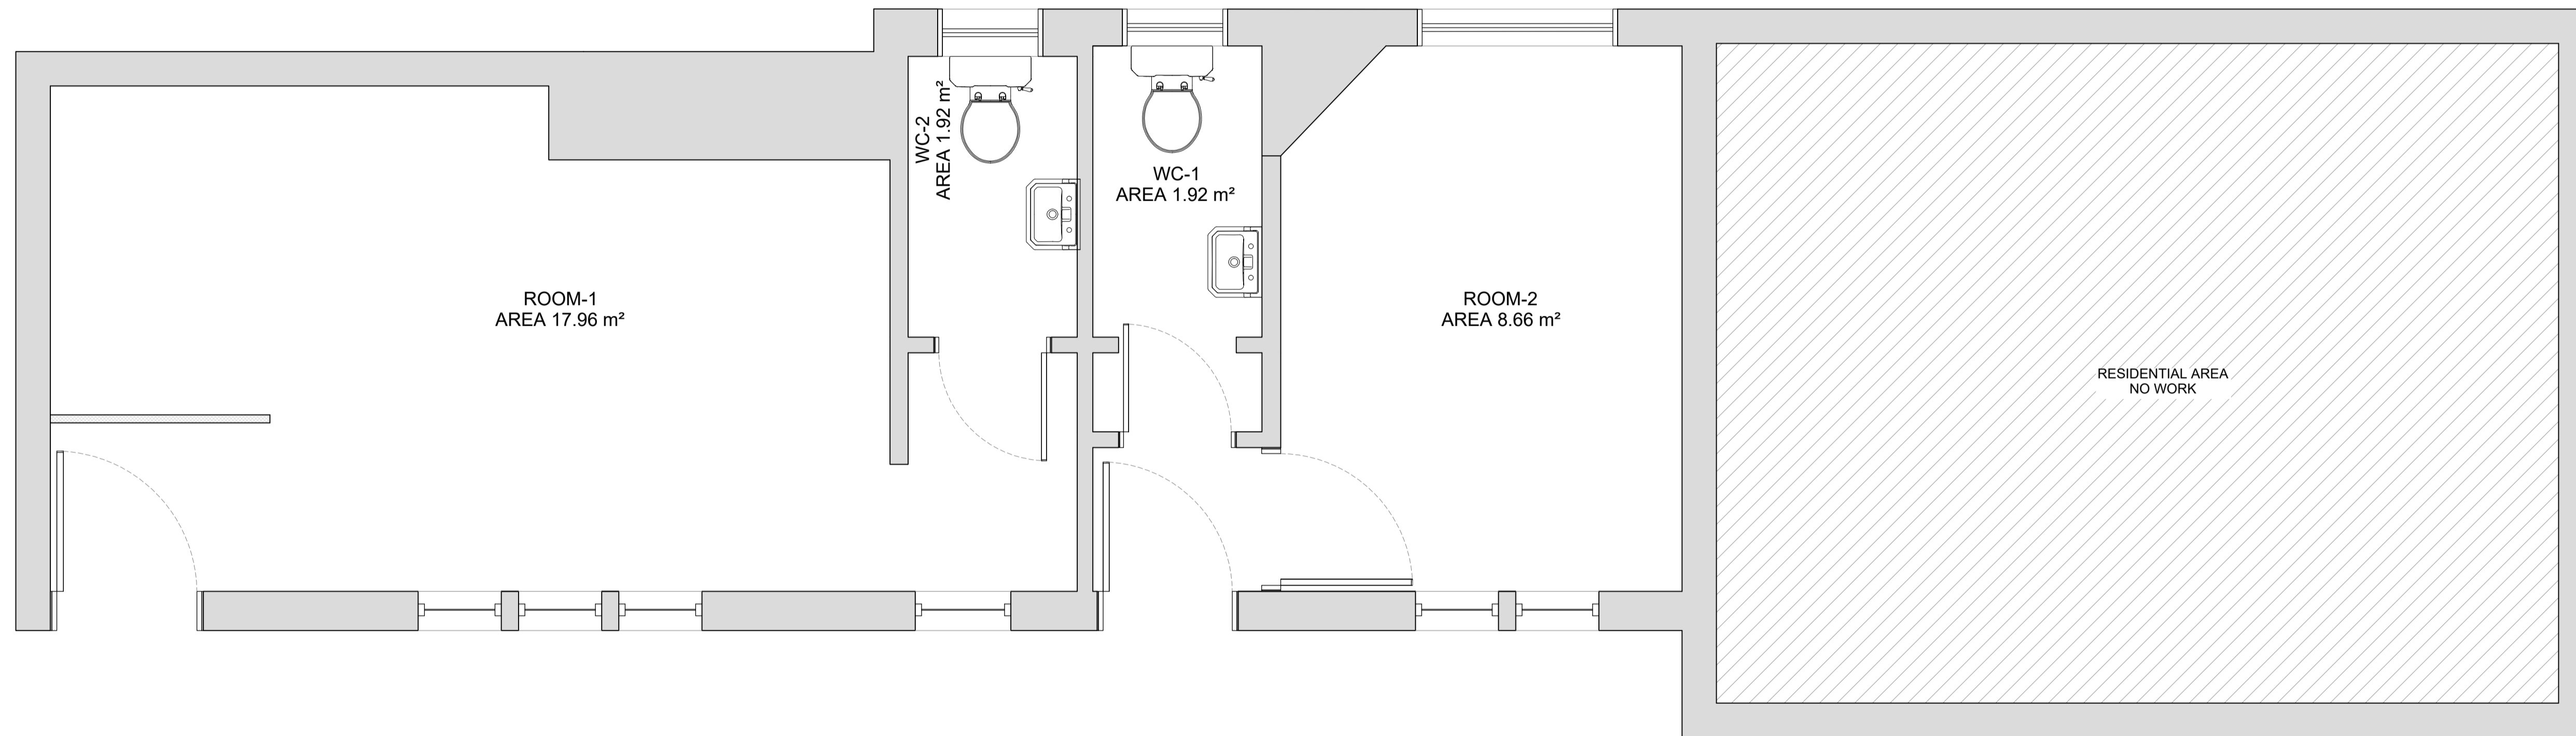 WC-2
AREA 1.92 m²
WC-1
AREA 1.92 m²
ROOM-1
AREA 17.96 m²
ROOM-2
AREA 8.66 m²
RESIDENTIAL AREA
NO WORK